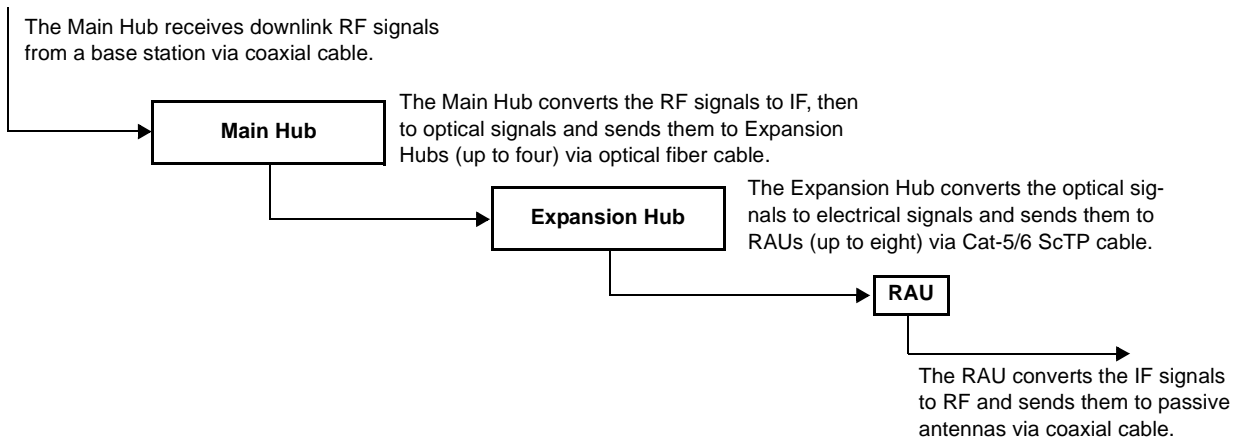 The Main Hub receives downlink RF signals
from a base station via coaxial cable.
Main Hub
The Main Hub converts the RF signals to IF, then
to optical signals and sends them to Expansion
Hubs (up to four) via optical fiber cable.
Expansion Hub
The Expansion Hub converts the optical sig-
nals to electrical signals and sends them to
RAUs (up to eight) via Cat-5/6 ScTP cable.
RAU
The RAU converts the IF signals
to RF and sends them to passive
antennas via coaxial cable.